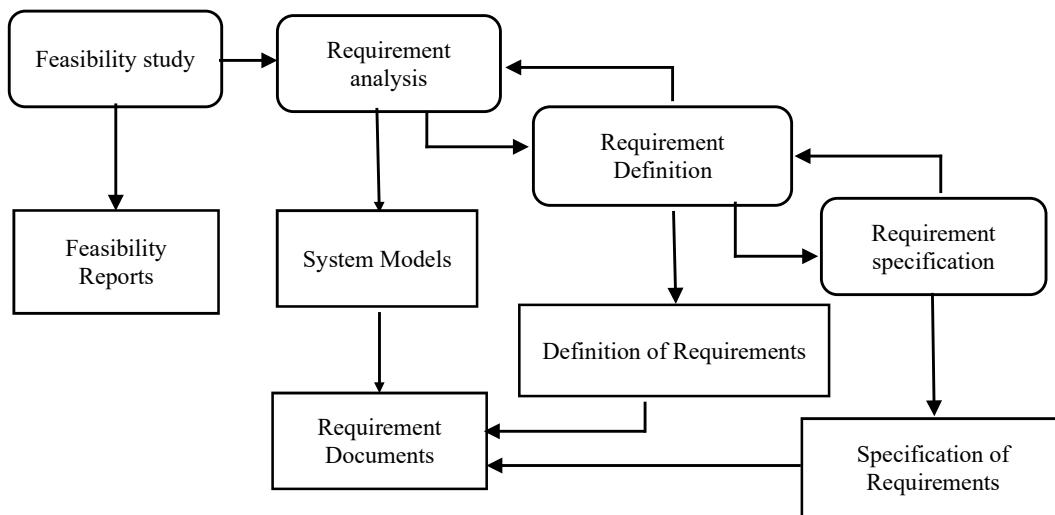 Feasibility study
Requirement
analysis
Requirement
Definition
Requirement
specification
Feasibility
Reports
System Models
Definition of Requirements
Requirement
Documents
Specification of
Requirements